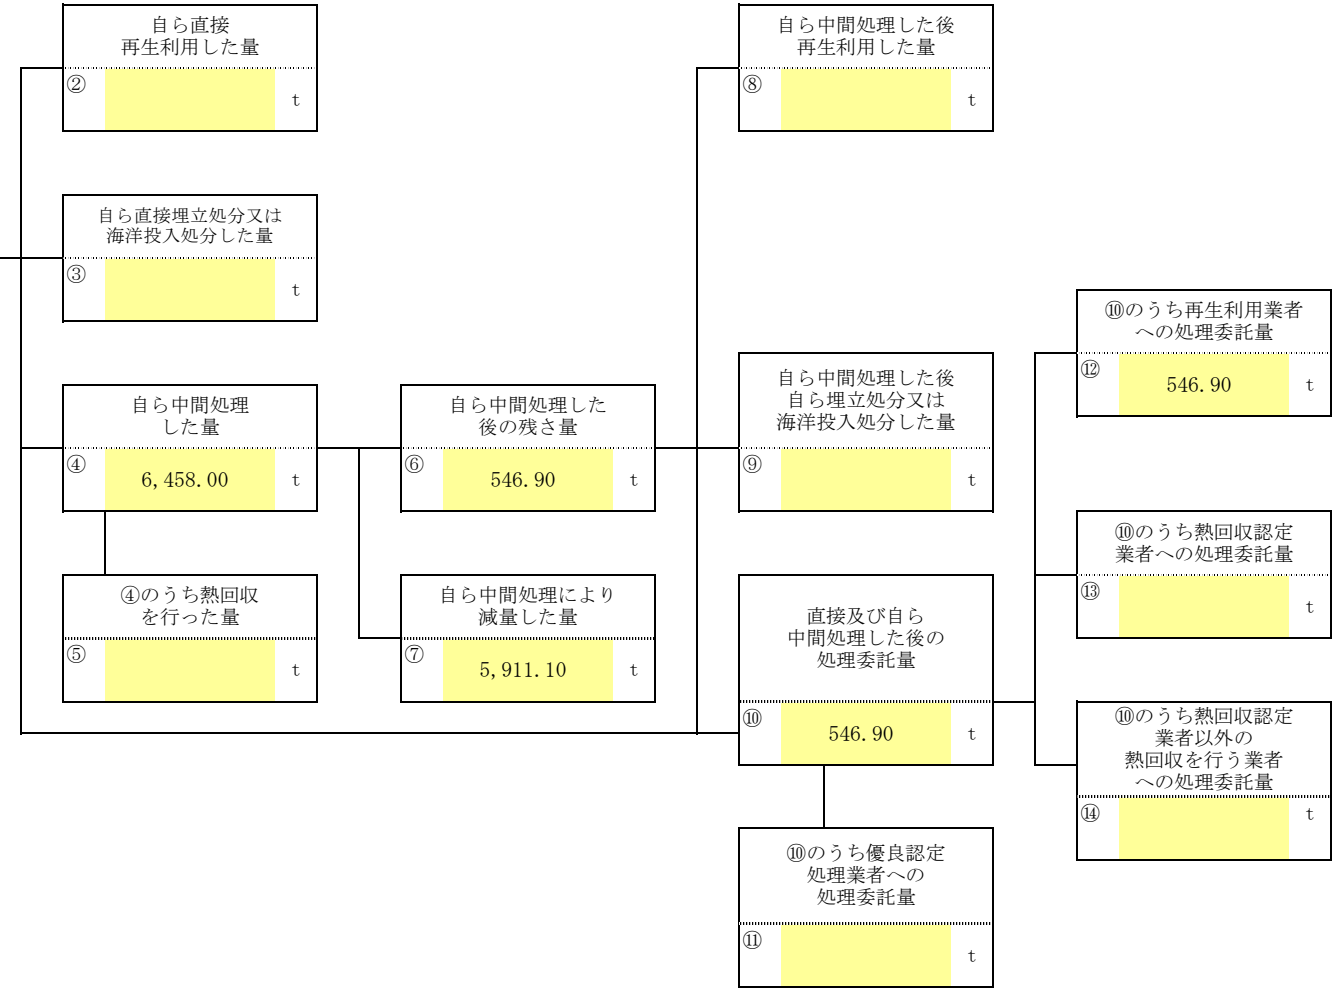 自ら直接
再生利用した量
②
t
自ら中間処理した後
再生利用した量
⑧
t
自ら直接埋立処分又は
海洋投入処分した量
③
t
⑩のうち再生利用業者
への処理委託量
⑫
546.90
t
自ら中間処理
した量
④
6,458.00
t
自ら中間処理した
後の残さ量
⑥
546.90
t
自ら中間処理した後
自ら埋立処分又は
海洋投入処分した量
⑨
t
⑩のうち熱回収認定
業者への処理委託量
⑬
t
④のうち熱回収
を行った量
⑤
t
自ら中間処理により
減量した量
⑦
5,911.10
t
直接及び自ら
中間処理した後の
処理委託量
⑩
546.90
t
⑩のうち熱回収認定
業者以外の
熱回収を行う業者
への処理委託量
⑭
t
⑩のうち優良認定
処理業者への
処理委託量
⑪
t